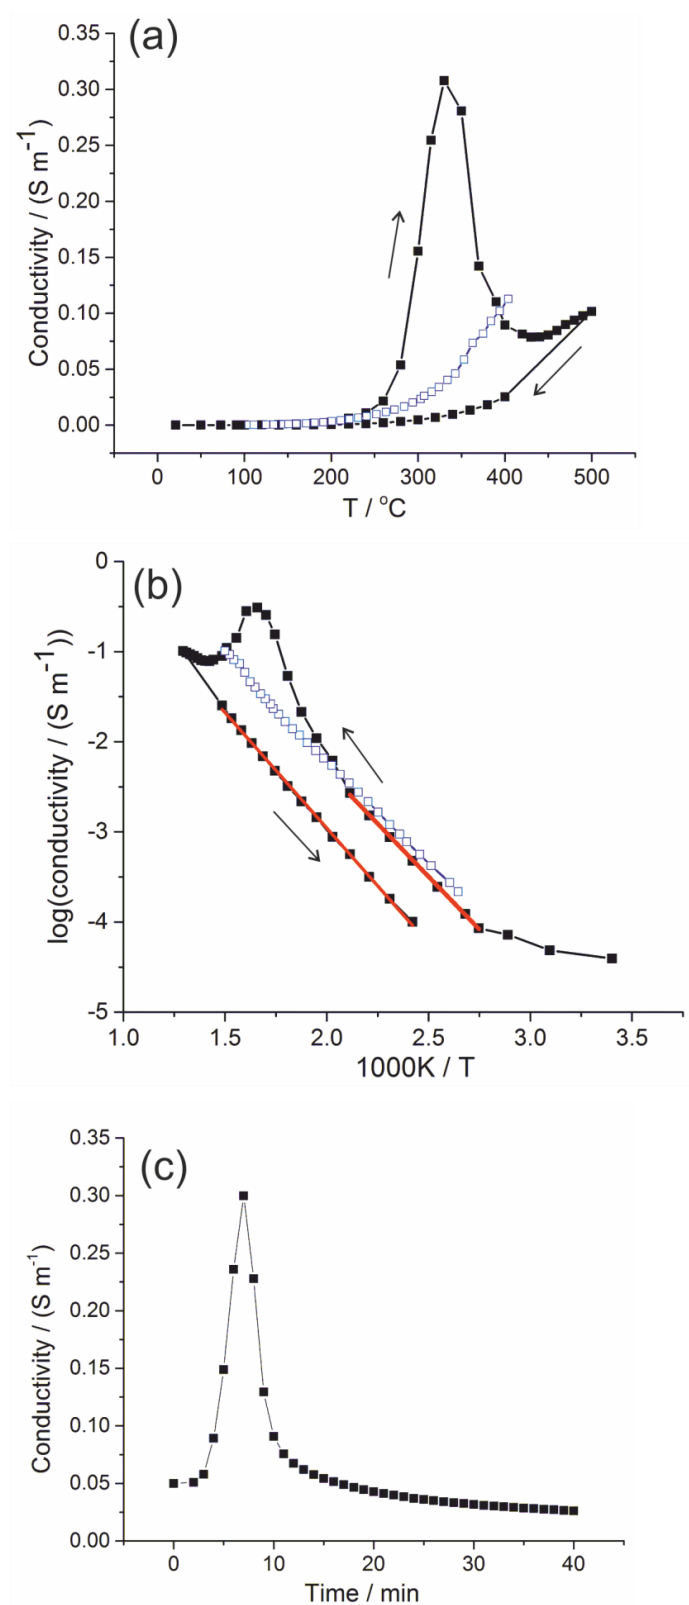 (a)
0.35
0.30
0.25
0.20
0.15
0.10
0.05
0.00
Conductivity / (S m⁻¹)
0 100 200 300 400 500
T / °C
(b)
0
-1
-2
-3
-4
-5
log(conductivity / (S m⁻¹))
1.0 1.5 2.0 2.5 3.0 3.5
1000K / T
(c)
0.35
0.30
0.25
0.20
0.15
0.10
0.05
0.00
Conductivity / (S m⁻¹)
0 10 20 30 40
Time / min